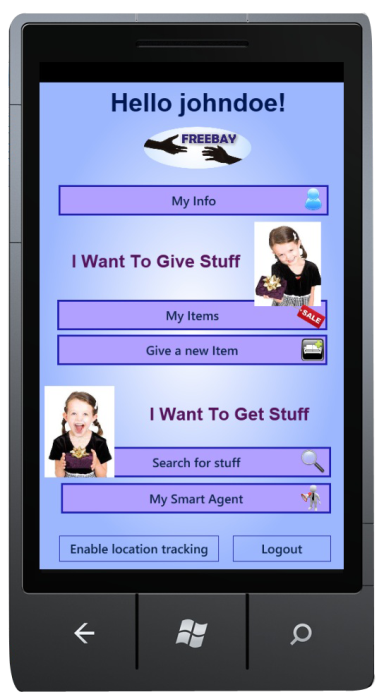 Hello johndoe!
FREEBAY
My Info
I Want To Give Stuff
My Items
SALE
Give a new Item
I Want To Get Stuff
Search for stuff
My Smart Agent
Enable location tracking
Logout